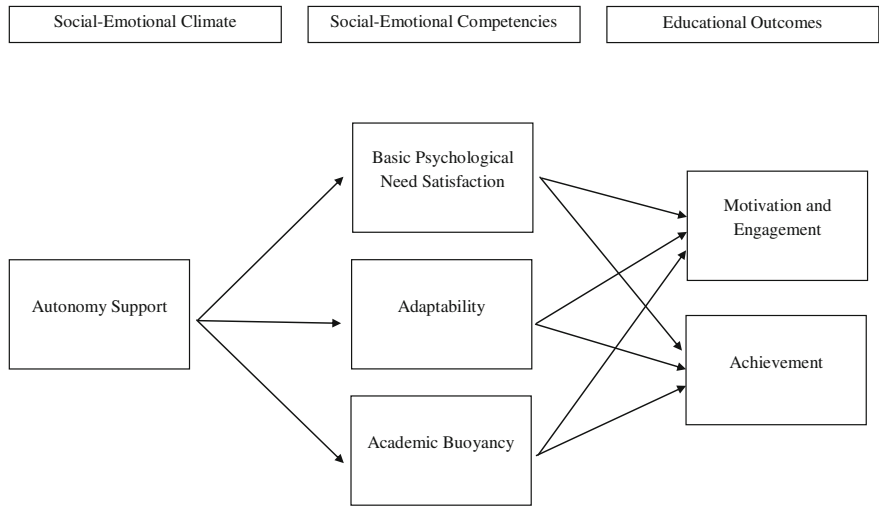 Social-Emotional Climate
Social-Emotional Competencies
Educational Outcomes
Basic Psychological
Need Satisfaction
Motivation and
Engagement
Autonomy Support
Adaptability
Achievement
Academic Buoyancy